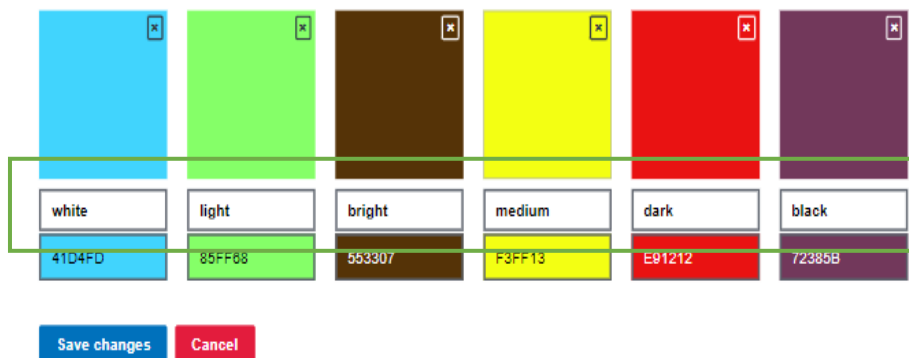 white light bright medium dark black
41D4FD 85FF68 553307 F3FF13 E91212 72385B
Save changes Cancel